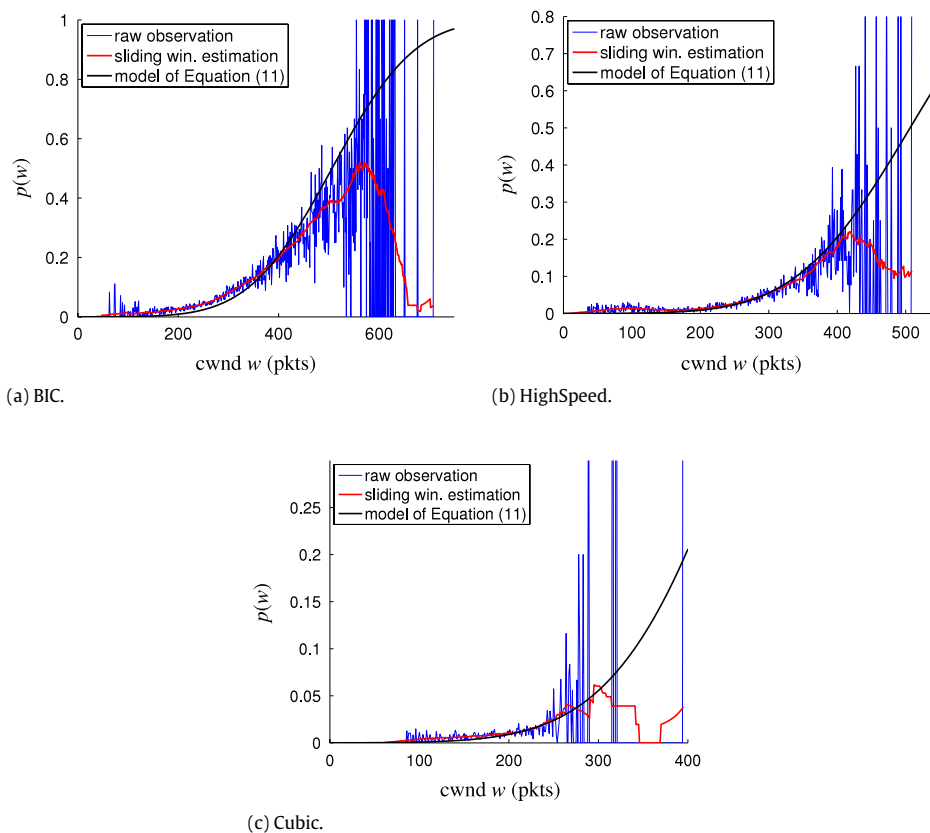 raw observation
sliding win. estimation
model of Equation (11)
1
0.8
0.6
0.4
0.2
0
p(w)
0 200 400 600
cwnd w (pkts)
(a) BIC.
raw observation
sliding win. estimation
model of Equation (11)
0.8
0.7
0.6
0.5
0.4
0.3
0.2
0.1
0
p(w)
0 100 200 300 400 500
cwnd w (pkts)
(b) HighSpeed.
raw observation
sliding win. estimation
model of Equation (11)
0.25
0.2
0.15
0.1
0.05
0
p(w)
0 100 200 300 400
cwnd w (pkts)
(c) Cubic.